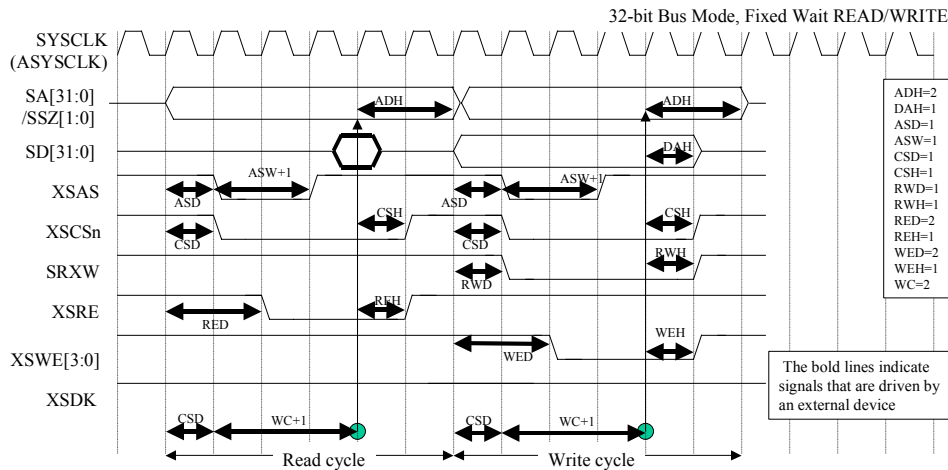 32-bit Bus Mode, Fixed Wait READ/WRITE
SYSCLK
(ASYSCLK)
SA[31:0]
/SSZ[1:0]
ADH
ADH
SD[31:0]
DAH
XSAS
ASD
ASW+1
ASD
ASW+1
XSCSn
CSD
CSH
CSD
CSH
SRXW
RWD
RWH
XSRE
RED
REH
XSWE[3:0]
WED
WEH
XSDK
CSD
WC+1
CSD
WC+1
Read cycle
Write cycle
ADH=2
DAH=1
ASD=1
ASW=1
CSD=1
CSH=1
RWD=1
RWH=1
RED=2
REH=1
WED=2
WEH=1
WC=2
The bold lines indicate
signals that are driven by
an external device